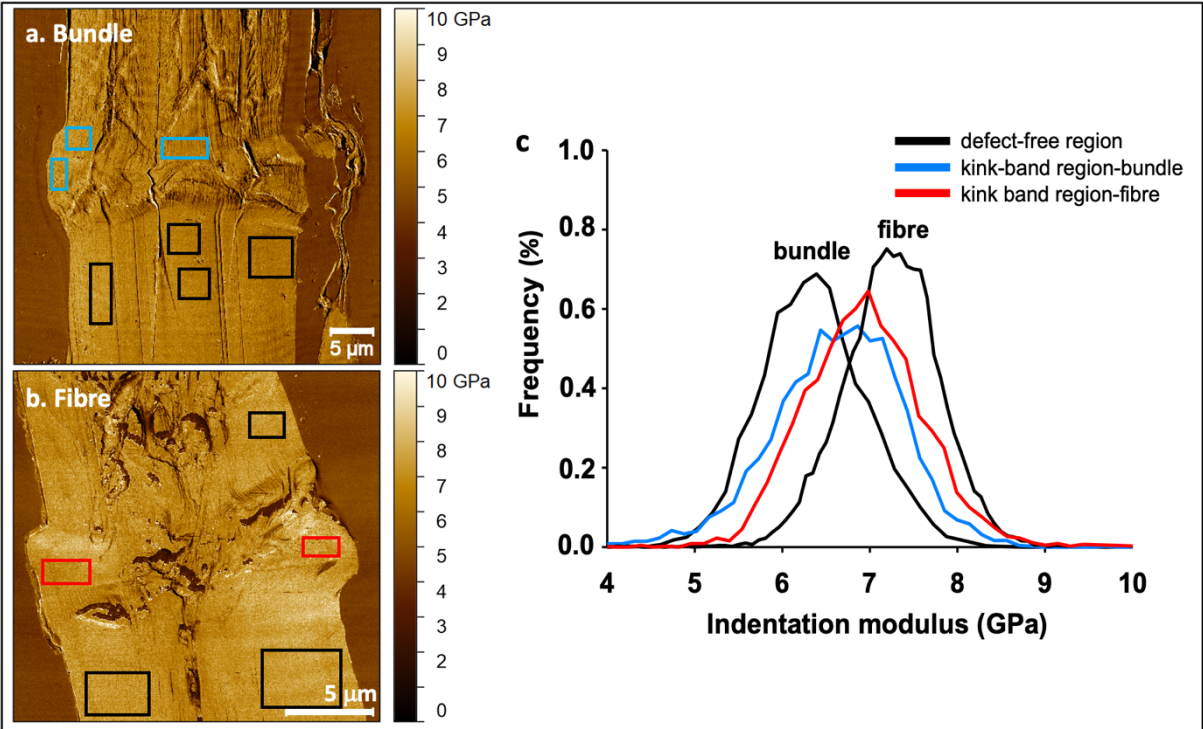 a. Bundle
10 GPa
9
8
7
6
5
4
3
2
1
0
5 µm
b. Fibre
10 GPa
9
8
7
6
5
4
3
2
1
0
5 µm
c
defect-free region
kink-band region-bundle
kink band region-fibre
bundle
fibre
Frequency (%)
1.0
0.8
0.6
0.4
0.2
0.0
4 5 6 7 8 9 10
Indentation modulus (GPa)